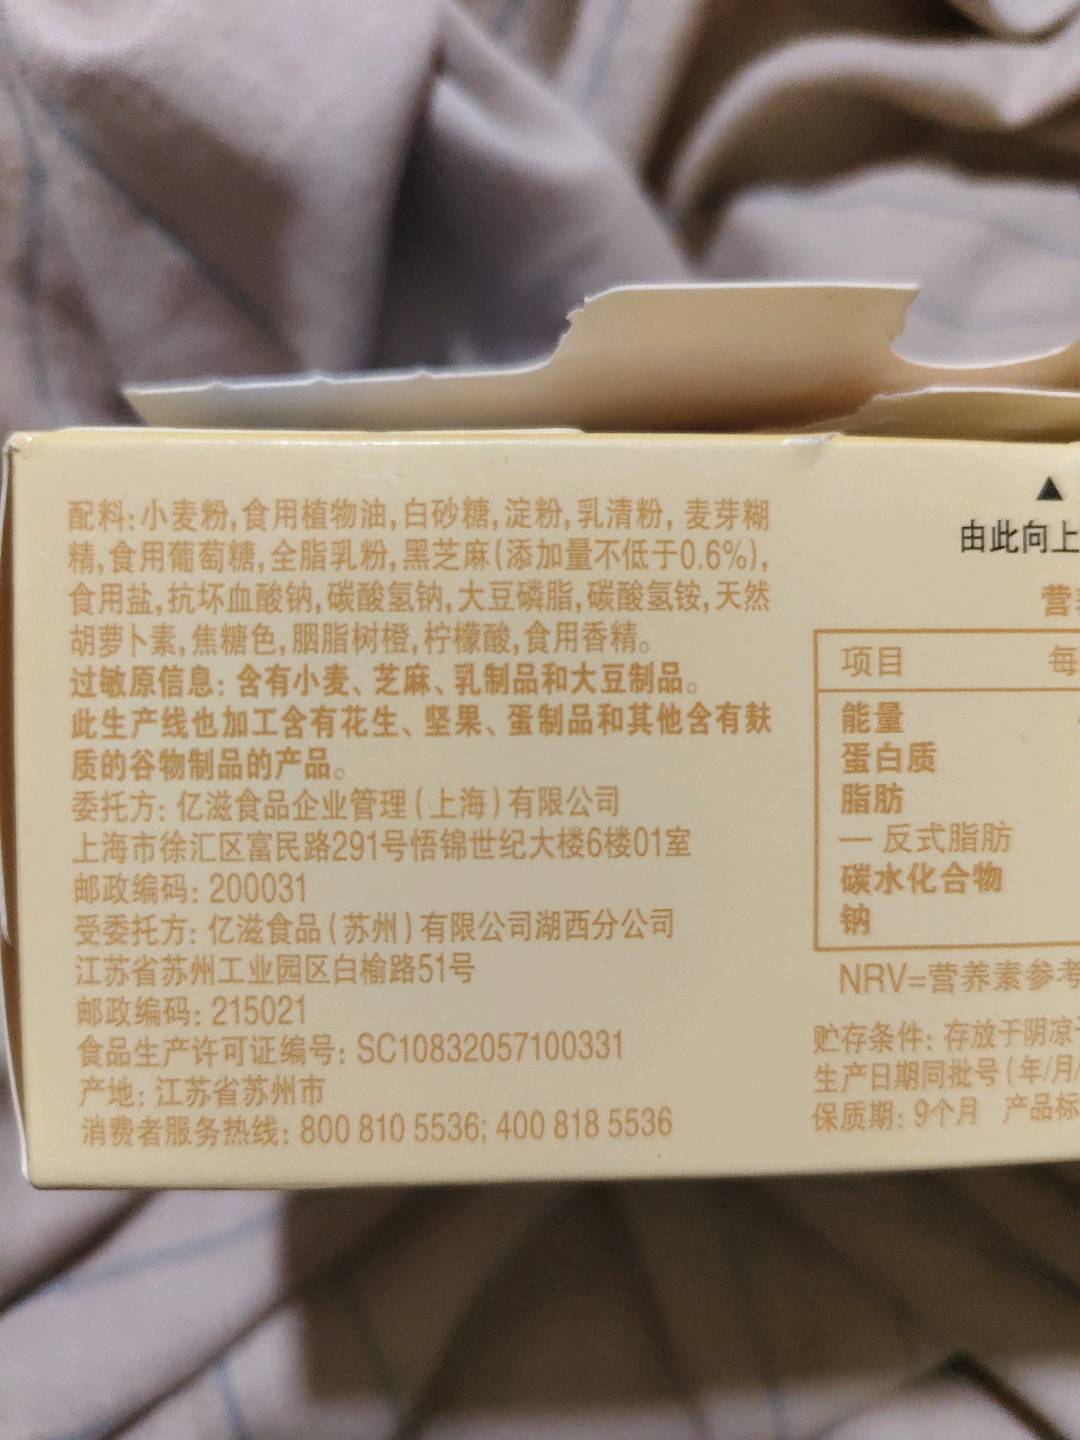 配料:小麦粉,食用植物油,白砂糖,淀粉,乳清粉,麦芽糊
精,食用葡萄糖,全脂乳粉,黑芝麻(添加量不低于0.6%),
食用盐,抗坏血酸钠,碳酸氢钠,大豆磷脂,碳酸氢铵,天然
胡萝卜素,焦糖色,胭脂树橙,柠檬酸,食用香精。
过敏原信息: 含有小麦、芝麻、乳制品和大豆制品。
此生产线也加工含有花生、坚果、蛋制品和其他含有麸
质的谷物制品的产品。
委托方: 亿滋食品企业管理(上海)有限公司
上海市徐汇区富民路291号悟锦世纪大楼6楼01室
邮政编码: 200031
受委托方: 亿滋食品(苏州)有限公司湖西分公司
江苏省苏州工业园区白榆路51号
邮政编码: 215021
食品生产许可证编号: SC10832057100331
产地: 江苏省苏州市
消费者服务热线: 800 810 5536; 400 818 5536
▲
由此向上
营
项目 每
能量
蛋白质
脂肪
— 反式脂肪
碳水化合物
钠
NRV=营养素参考
贮存条件: 存放于阴凉
生产日期同批号(年/月/
保质期: 9个月 产品标